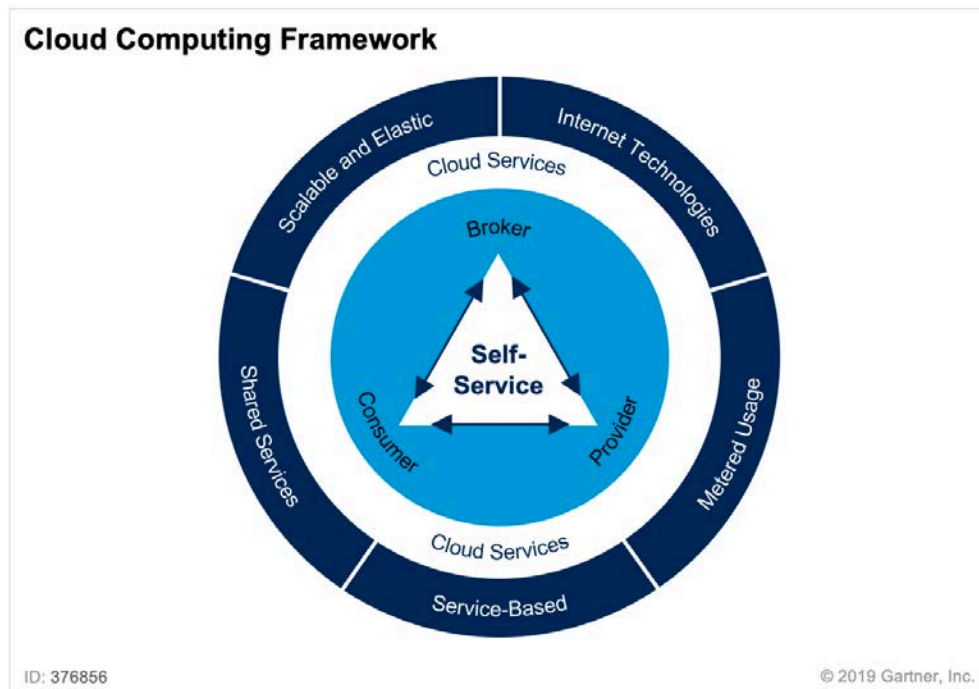 Cloud Computing Framework
Scalable and Elastic
Internet Technologies
Cloud Services
Broker
Self-
Service
Consumer
Provider
Shared Services
Metered Usage
Cloud Services
Service-Based
ID: 376856
© 2019 Gartner, Inc.